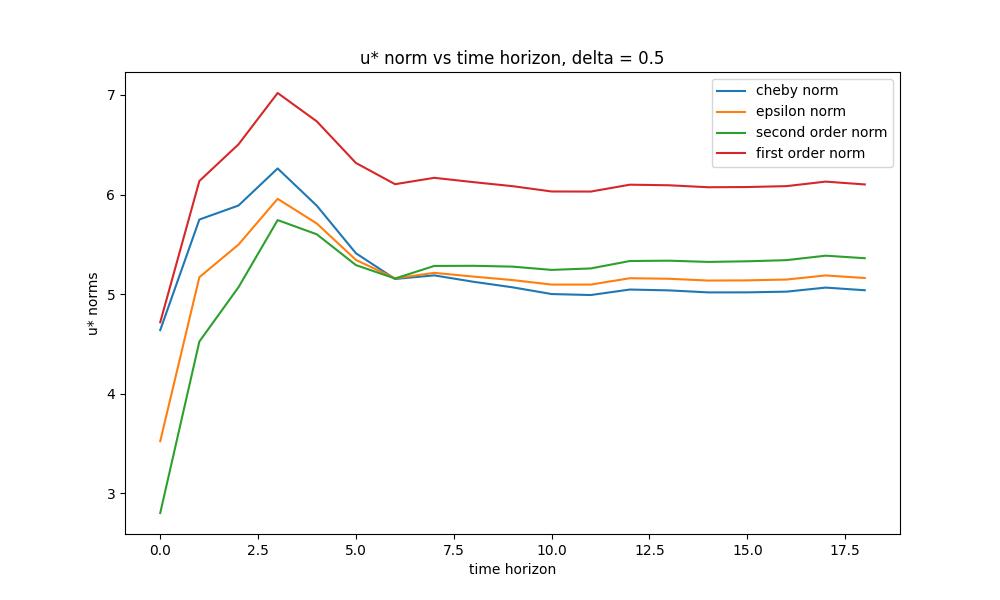 u* norm vs time horizon, delta = 0.5
cheby norm
epsilon norm
second order norm
first order norm
u* norms
7
6
5
4
3
0.0 2.5 5.0 7.5 10.0 12.5 15.0 17.5
time horizon